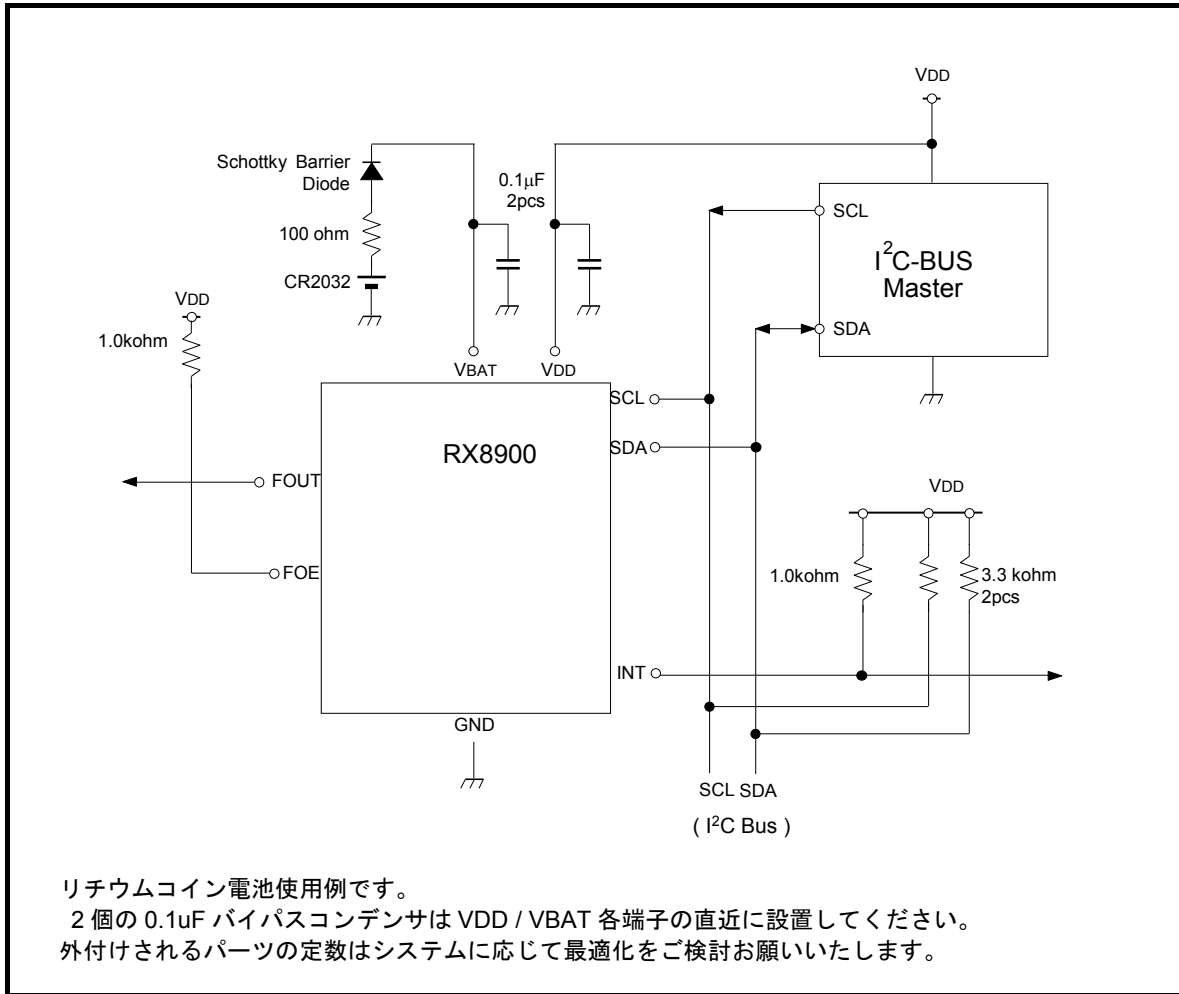 VDD
Schottky Barrier
Diode
0.1μF
2pcs
SCL
100 ohm
I²C-BUS
Master
CR2032
VDD
SDA
1.0kohm
VBAT
VDD
SCL
RX8900
SDA
FOUT
VDD
FOE
1.0kohm
3.3 kohm
2pcs
INT
GND
SCL SDA
( I²C Bus )
リチウムコイン電池使用例です。
2 個の 0.1uF バイパスコンデンサは VDD / VBAT 各端子の直近に設置してください。
外付けされるパーツの定数はシステムに応じて最適化をご検討お願いいたします。